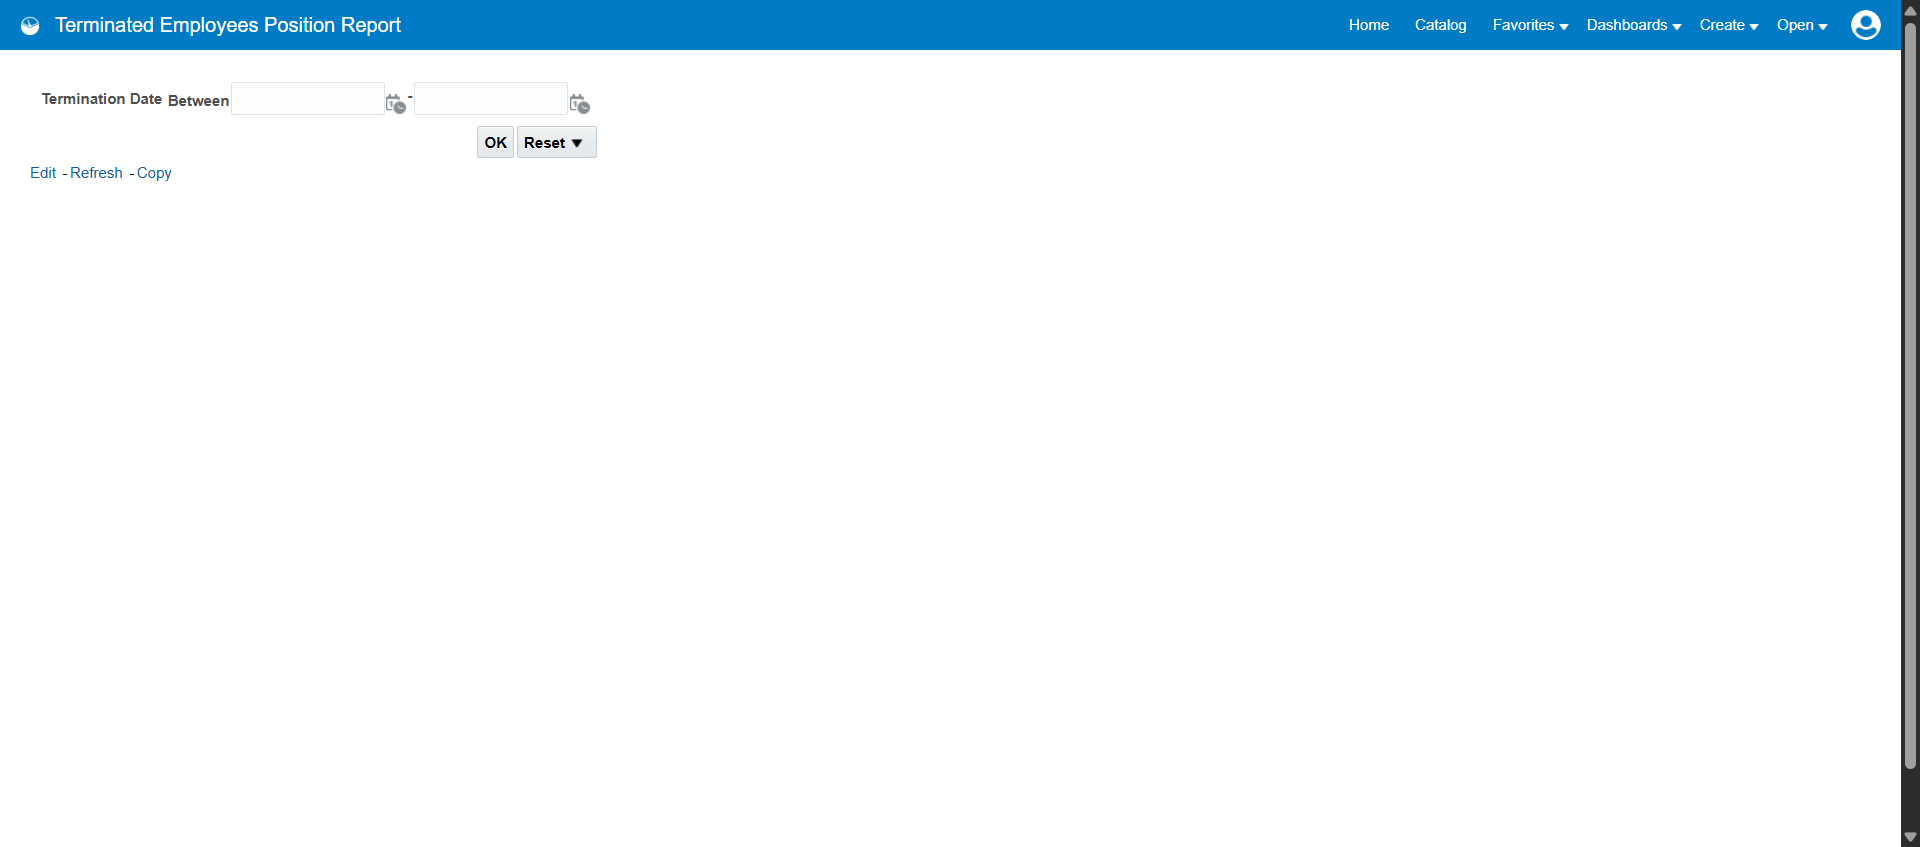 Terminated Employees Position Report Home Catalog Favorites Dashboards Create Open
Termination Date Between -
OK Reset
Edit - Refresh - Copy